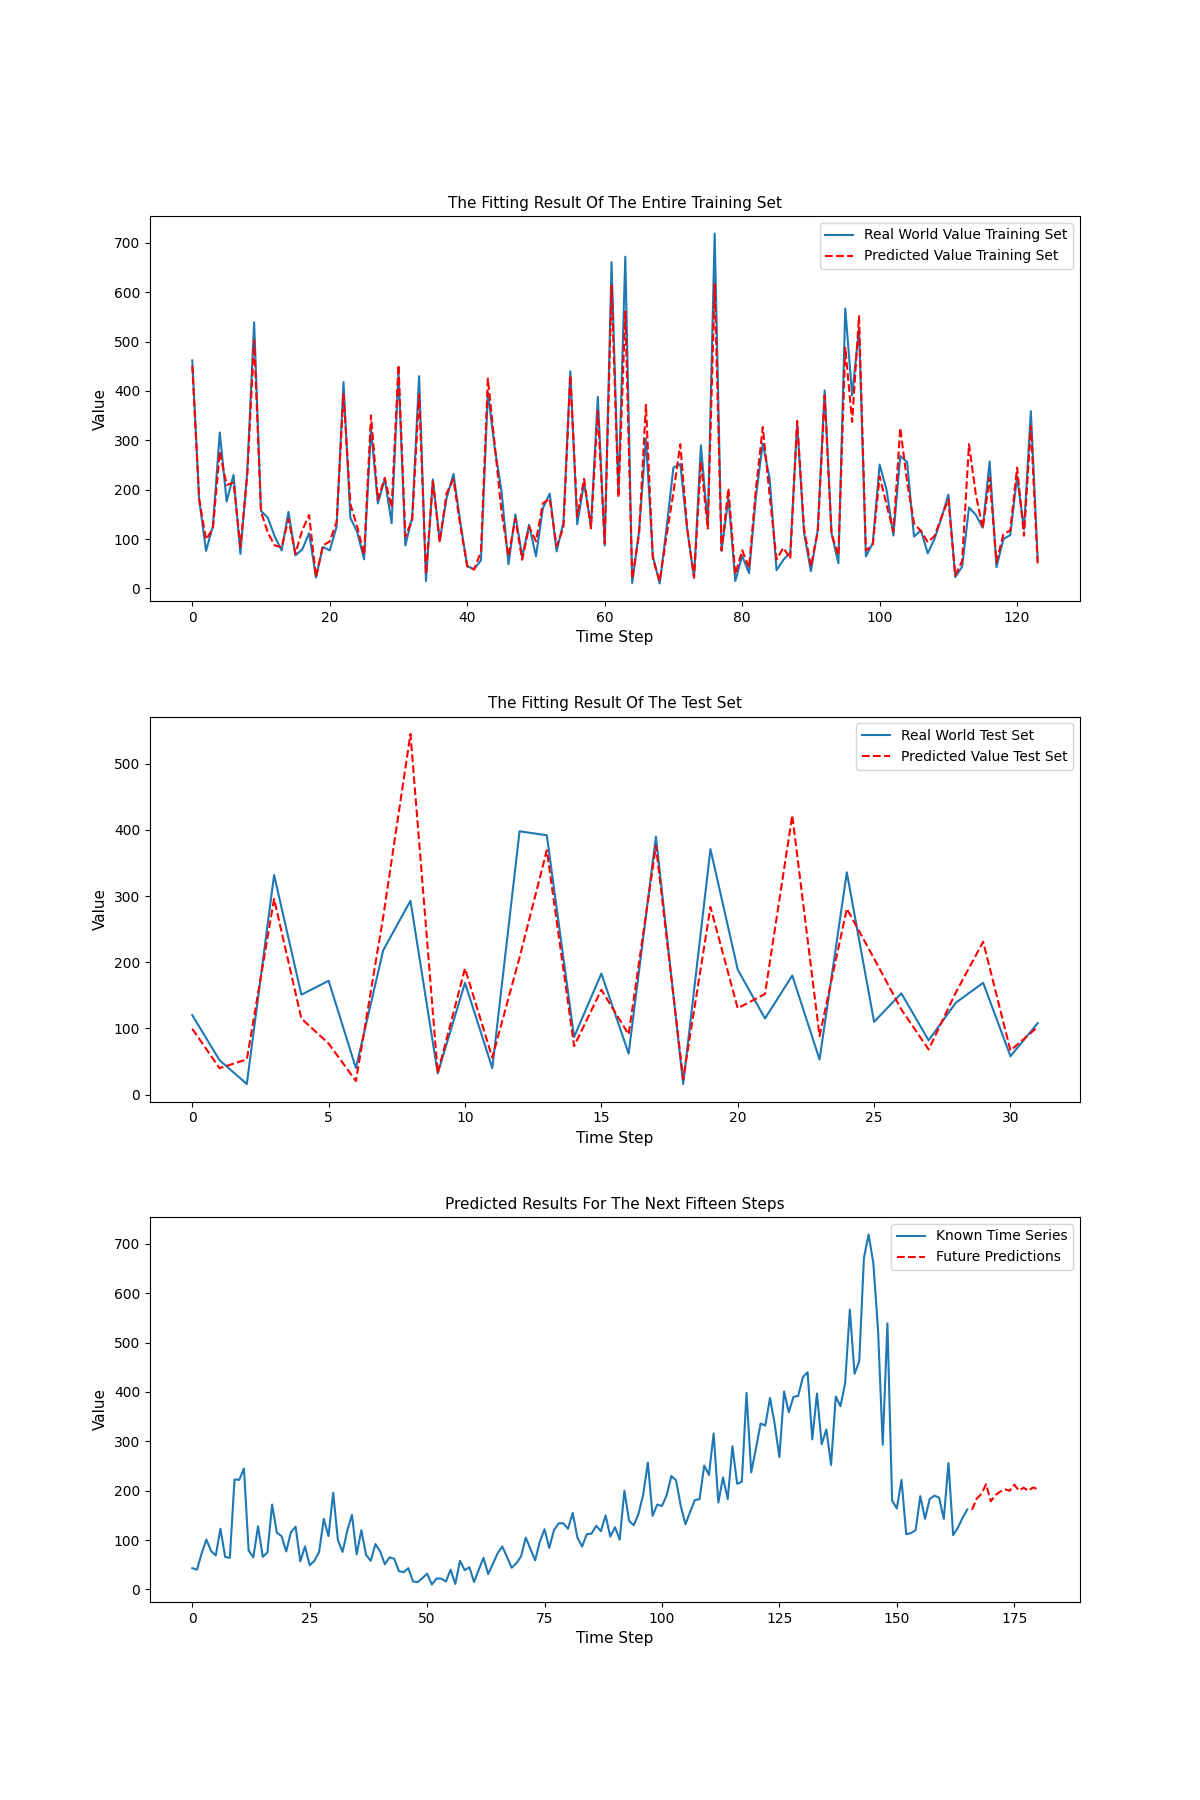 The Fitting Result Of The Entire Training Set
Real World Value Training Set
Predicted Value Training Set
700
600
500
400
300
200
100
0
Value
0 20 40 60 80 100 120
Time Step
The Fitting Result Of The Test Set
Real World Test Set
Predicted Value Test Set
500
400
300
200
100
0
Value
0 5 10 15 20 25 30
Time Step
Predicted Results For The Next Fifteen Steps
Known Time Series
Future Predictions
700
600
500
400
300
200
100
0
Value
0 25 50 75 100 125 150 175
Time Step